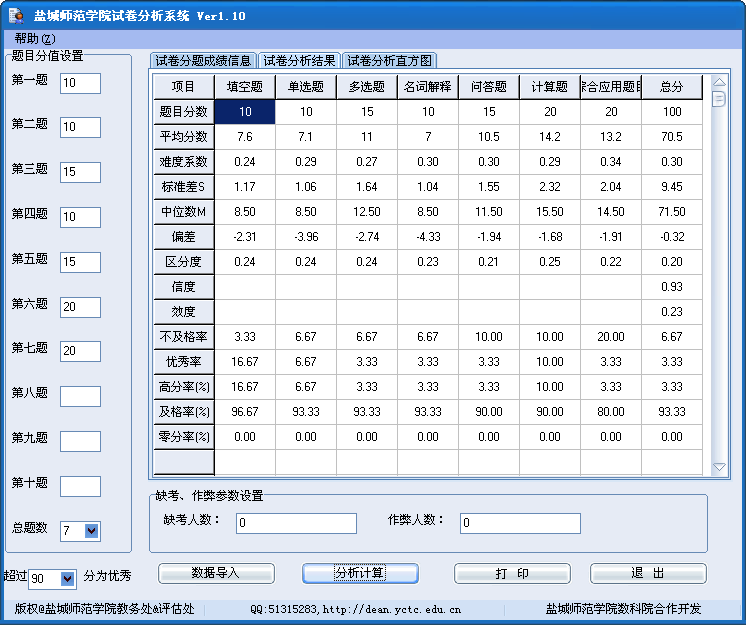 盐城师范学院试卷分析系统 Ver1.10
帮助(Z)
题目分值设置
第一题 10
第二题 10
第三题 15
第四题 10
第五题 15
第六题 20
第七题 20
第八题
第九题
第十题
总题数 7
超过 90 分为优秀
试卷分题成绩信息 试卷分析结果 试卷分析直方图
项目 填空题 单选题 多选题 名词解释 问答题 计算题 综合应用题目 总分
题目分数 10 10 15 10 15 20 20 100
平均分数 7.6 7.1 11 7 10.5 14.2 13.2 70.5
难度系数 0.24 0.29 0.27 0.30 0.30 0.29 0.34 0.30
标准差S 1.17 1.06 1.64 1.04 1.55 2.32 2.04 9.45
中位数M 8.50 8.50 12.50 8.50 11.50 15.50 14.50 71.50
偏差 -2.31 -3.96 -2.74 -4.33 -1.94 -1.68 -1.91 -0.32
区分度 0.24 0.24 0.24 0.23 0.21 0.25 0.22 0.20
信度 0.93
效度 0.23
不及格率 3.33 6.67 6.67 6.67 10.00 10.00 20.00 6.67
优秀率 16.67 6.67 3.33 3.33 3.33 10.00 3.33 3.33
高分率(%) 16.67 6.67 3.33 3.33 3.33 10.00 3.33 3.33
及格率(%) 96.67 93.33 93.33 93.33 90.00 90.00 80.00 93.33
零分率(%) 0.00 0.00 0.00 0.00 0.00 0.00 0.00 0.00
缺考、作弊参数设置
缺考人数： 0 作弊人数： 0
数据导入 分析计算 打 印 退 出
版权@盐城师范学院教务处&评估处 QQ:51315283,http://dean.yctc.edu.cn 盐城师范学院数科院合作开发